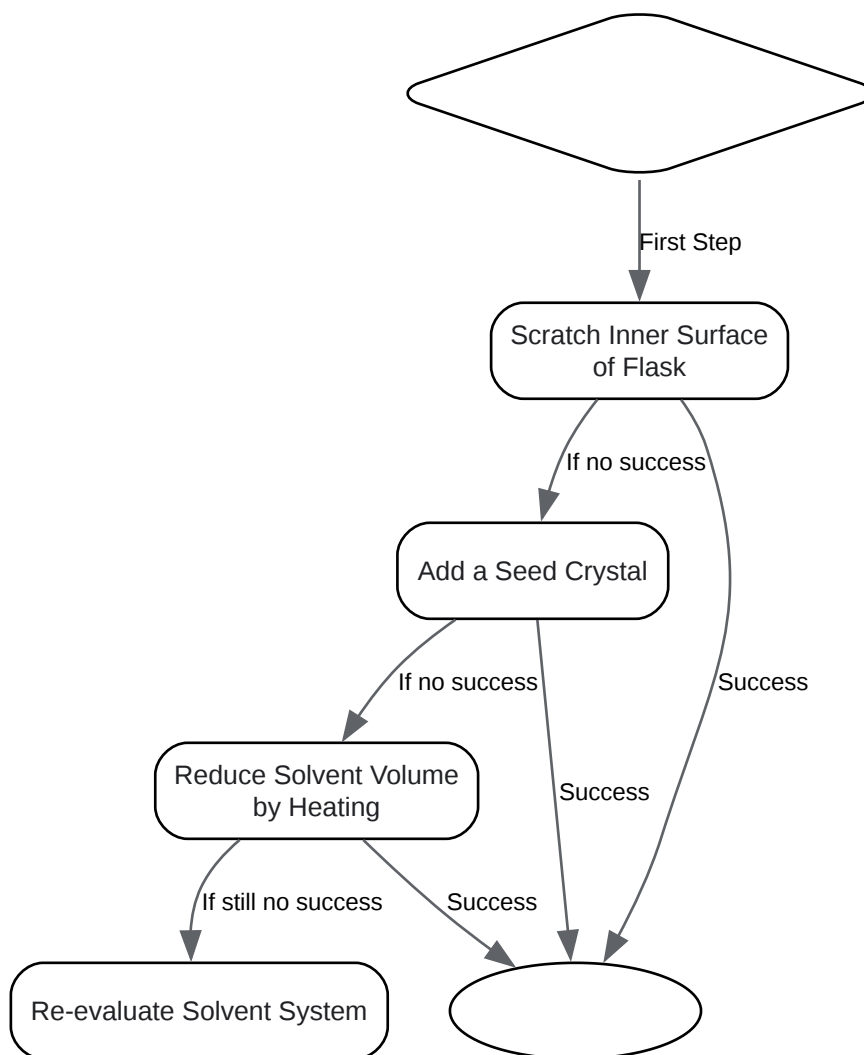 First Step
Scratch Inner Surface
of Flask
If no success
Add a Seed Crystal
If no success
Success
Reduce Solvent Volume
by Heating
Success
If still no success
Success
Re-evaluate Solvent System